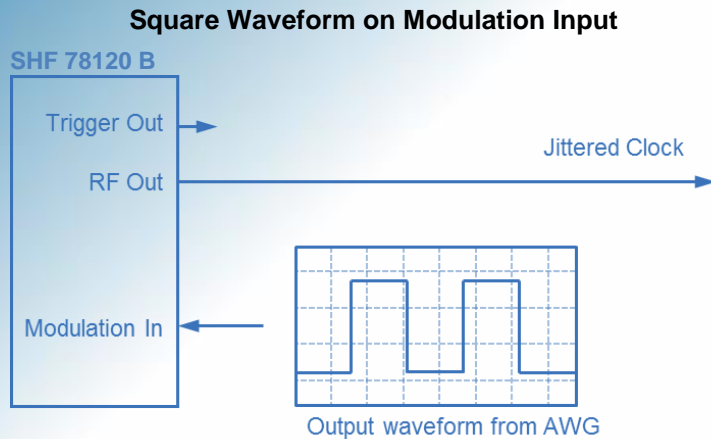 Square Waveform on Modulation Input
SHF 78120 B
Trigger Out
Jittered Clock
RF Out
Modulation In
Output waveform from AWG